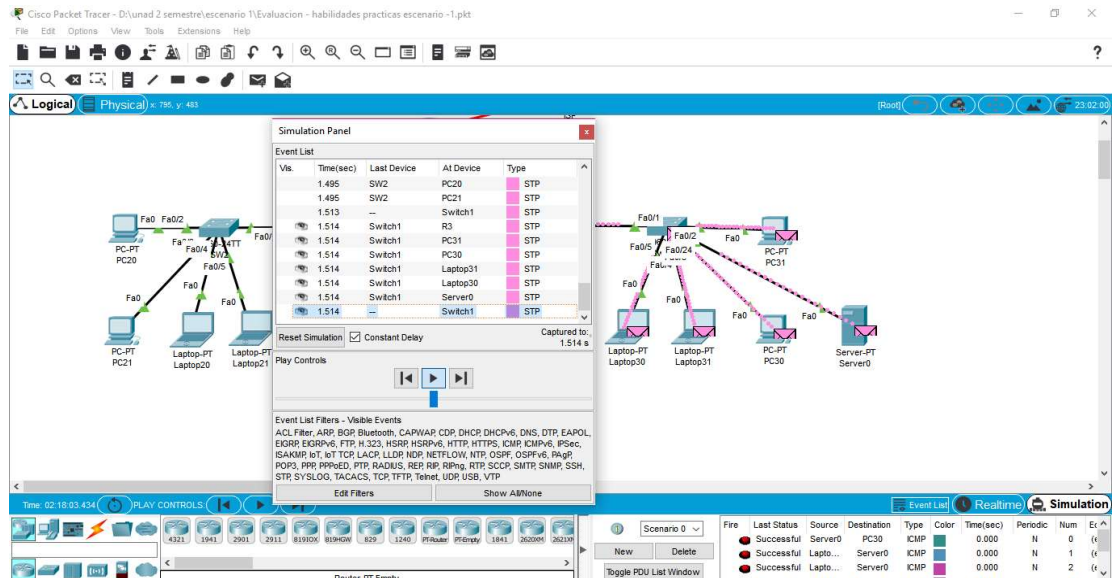 Cisco Packet Tracer - D:\unad 2 semestre\escenario 1\Evaluacion - habilidades practicas escenario -1.pkt
File Edit Options View Tools Extensions Help
?
Logical Physical x: 795, y: 483 [Root] 23:02:00
Simulation Panel
Event List
Vis. Time(sec) Last Device At Device Type
1.495 SW2 PC20 STP
1.495 SW2 PC21 STP
1.513 -- Switch1 STP
1.514 Switch1 R3 STP
1.514 Switch1 PC31 STP
1.514 Switch1 PC30 STP
1.514 Switch1 Laptop31 STP
1.514 Switch1 Laptop30 STP
1.514 Switch1 Server0 STP
1.514 -- Switch1 STP
Reset Simulation Constant Delay Captured to:
1.514 s
Play Controls
Event List Filters - Visible Events
ACL Filter, ARP, BGP, Bluetooth, CAPWAP, CDP, DHCP, DHCPv6, DNS, DTP, EAPOL,
EIGRP, EIGRPv6, FTP, H.323, HSRP, HSRPv6, HTTP, HTTPS, ICMP, ICMPv6, IPSec,
ISAKMP, IoT, IoT TCP, LACP, LLDP, NDP, NETFLOW, NTP, OSPF, OSPFv6, PAgP,
POP3, PPP, PPPoED, PTP, RADIUS, REP, RIP, RIPng, RTP, SCCP, SMTP, SNMP, SSH,
STP, SYSLOG, TACACS, TCP, TFTP, Telnet, UDP, USB, VTP
Edit Filters Show All/None
Fa0 Fa0/2
PC-PT
PC20
Fa0/4
SW2
Fa0/5
Fa0
Fa0
Fa0
PC-PT
PC21
Laptop-PT
Laptop20
Laptop-PT
Laptop21
Fa0/1
Fa0/2
Fa0
Fa0/5 Fa0/24
PC-PT
PC31
Fa0
Fa0
Fa0
Fa0
Laptop-PT
Laptop30
Laptop-PT
Laptop31
PC-PT
PC30
Server-PT
Server0
Time: 02:18:03.434 PLAY CONTROLS: Event List Realtime Simulation
4321 1941 2901 2911 819IOX 819HGW 829 1240 PT-Router PT-Empty 1841 2620XM
Router-PT-Empty
Scenario 0
New Delete
Toggle PDU List Window
Fire Last Status Source Destination Type Color Time(sec) Periodic Num
Successful Server0 PC30 ICMP 0.000 N 0
Successful Lapto... Server0 ICMP 0.000 N 1
Successful Lapto... Server0 ICMP 0.000 N 2